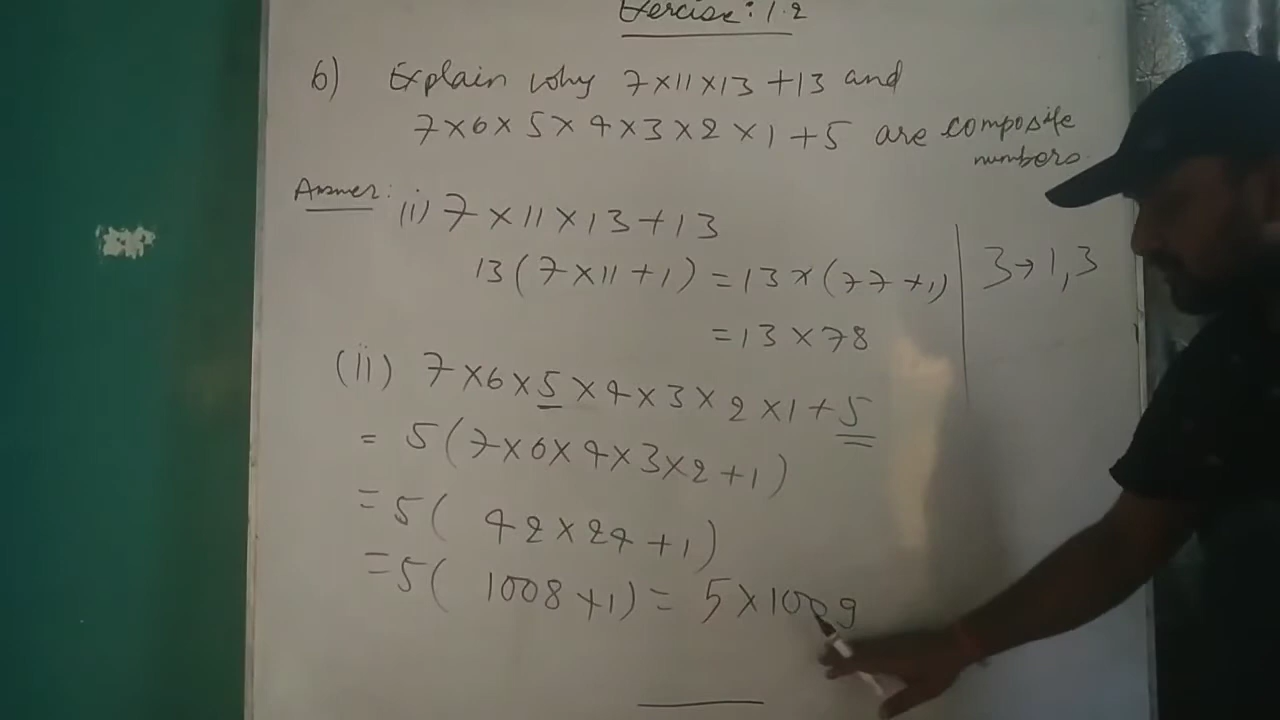 Exercise: 1.2
6) Explain why 7×11×13+13 and
7×6×5×4×3×2×1+5 are composite
numbers.
Answer: (i) 7×11×13+13
13(7×11+1) = 13×(77+1)
3→1,3
= 13×78
(ii) 7×6×5×4×3×2×1+5
= 5(7×6×4×3×2+1)
= 5( 42×24+1)
= 5( 1008+1) = 5×1009